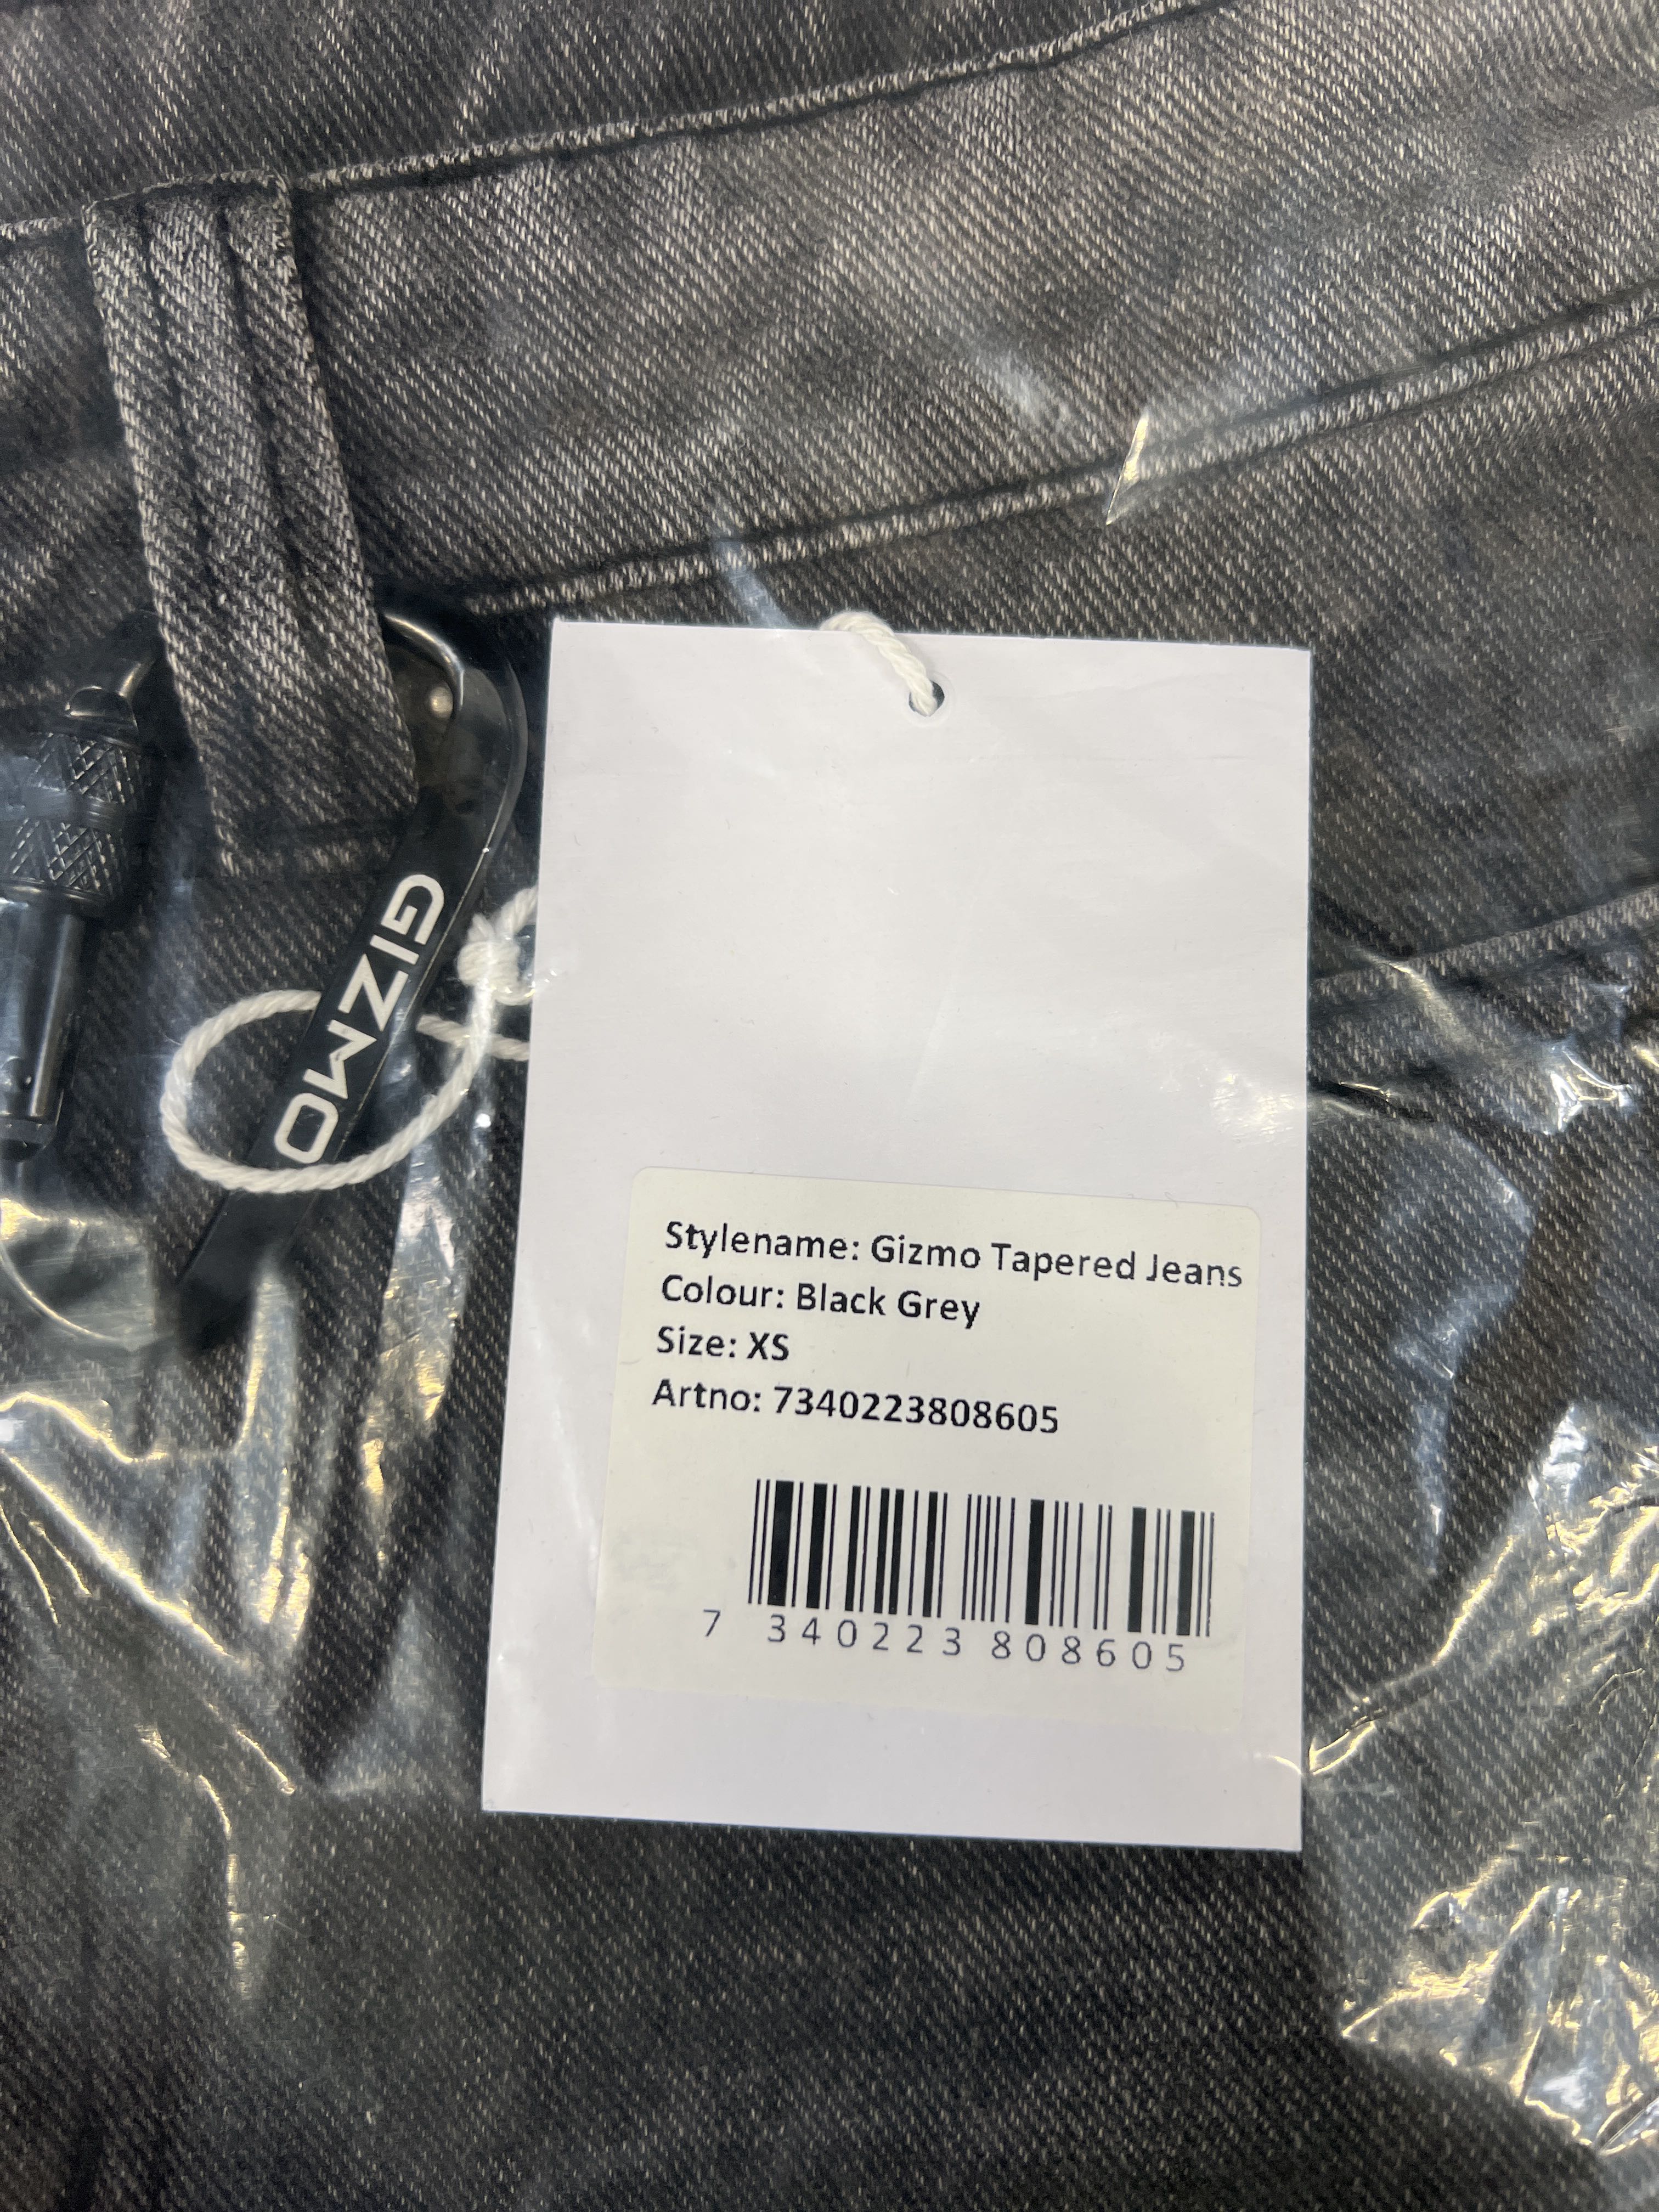 GIZMO
Stylename: Gizmo Tapered Jeans
Colour: Black Grey
Size: XS
Artno: 7340223808605
7 340223 808605